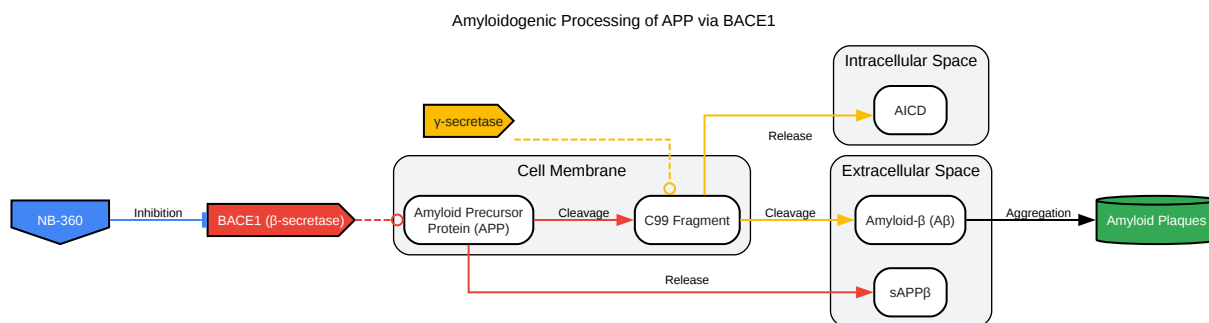 Amyloidogenic Processing of APP via BACE1
Intracellular Space
AICD
γ-secretase
Release
Cell Membrane
Extracellular Space
NB-360
Inhibition
BACE1 (β-secretase)
Amyloid Precursor
Protein (APP)
Cleavage
C99 Fragment
Cleavage
Amyloid-β (Aβ)
Aggregation
Amyloid Plaques
Release
sAPPβ